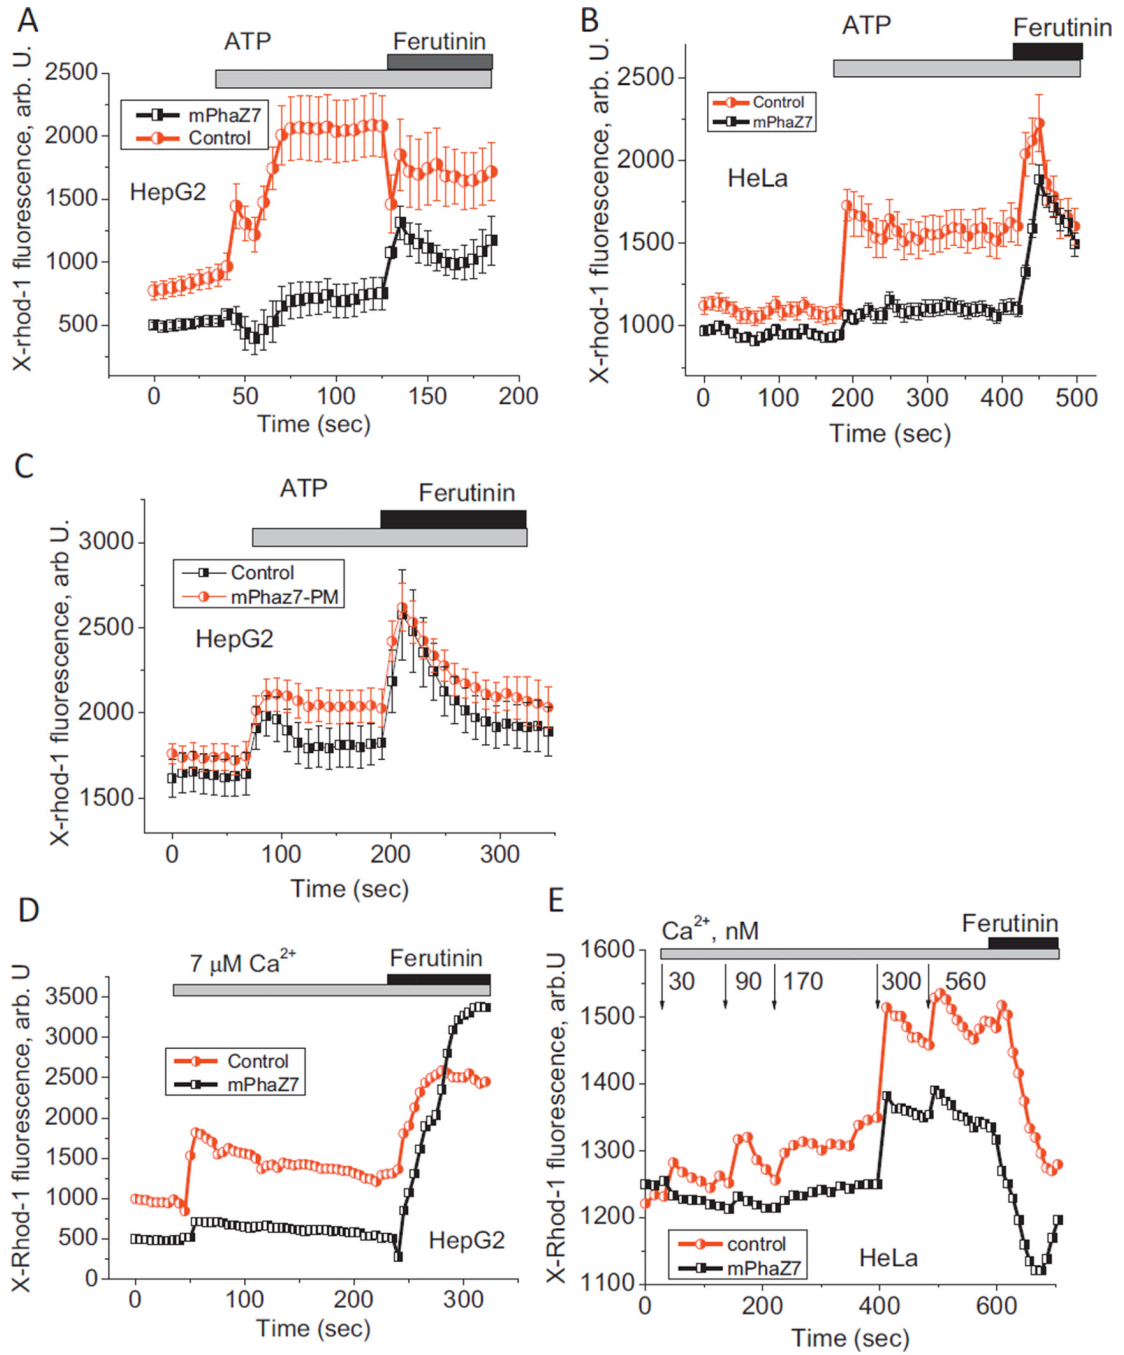 A
ATP
Ferutinin
2500
2000
1500
1000
500
mPhaZ7
Control
HepG2
X-rhod-1 fluorescence, arb. U.
0
50
100
150
200
Time (sec)
B
ATP
Ferutinin
2500
2000
1500
1000
Control
mPhaZ7
HeLa
X-rhod-1 fluorescence, arb. U.
0
100
200
300
400
500
Time (sec)
C
ATP
Ferutinin
3000
2500
2000
1500
Control
mPhaz7-PM
HepG2
X-rhod-1 fluorescence, arb U.
0
100
200
300
Time (sec)
D
7 μM Ca²⁺
Ferutinin
3500
3000
2500
2000
1500
1000
500
0
Control
mPhaZ7
HepG2
X-Rhod-1 fluorescence, arb.U
0
100
200
300
Time (sec)
E
Ca²⁺, nM
Ferutinin
1600
1500
1400
1300
1200
1100
30
90
170
300
560
control
mPhaZ7
HeLa
X-Rhod-1 fluorescence, arb.U
0
200
400
600
Time (sec)